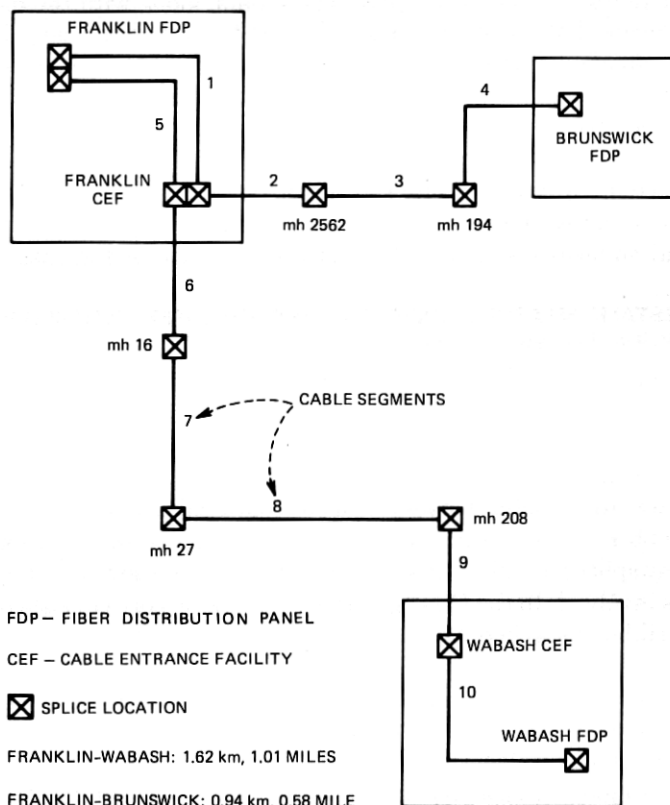 FRANKLIN FDP
1
5
4
BRUNSWICK
FDP
FRANKLIN
CEF
2
3
mh 2562
mh 194
6
mh 16
CABLE SEGMENTS
7
8
mh 208
mh 27
9
FDP – FIBER DISTRIBUTION PANEL
CEF – CABLE ENTRANCE FACILITY
WABASH CEF
10
SPLICE LOCATION
WABASH FDP
FRANKLIN-WABASH: 1.62 km, 1.01 MILES
FRANKLIN-BRUNSWICK: 0.94 km, 0.58 MILE